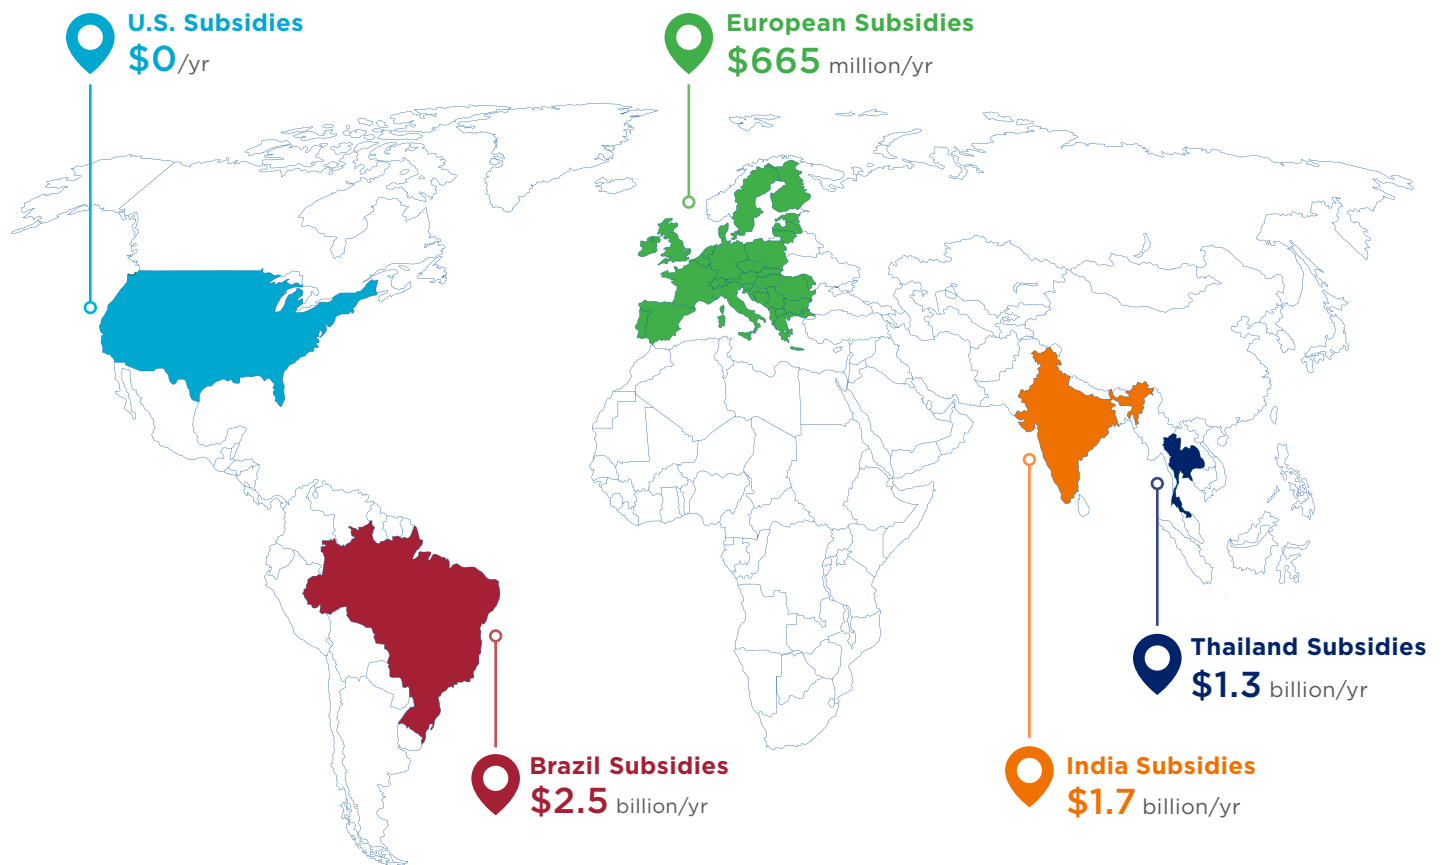 U.S. Subsidies
$0/yr
European Subsidies
$665 million/yr
Thailand Subsidies
$1.3 billion/yr
Brazil Subsidies
$2.5 billion/yr
India Subsidies
$1.7 billion/yr